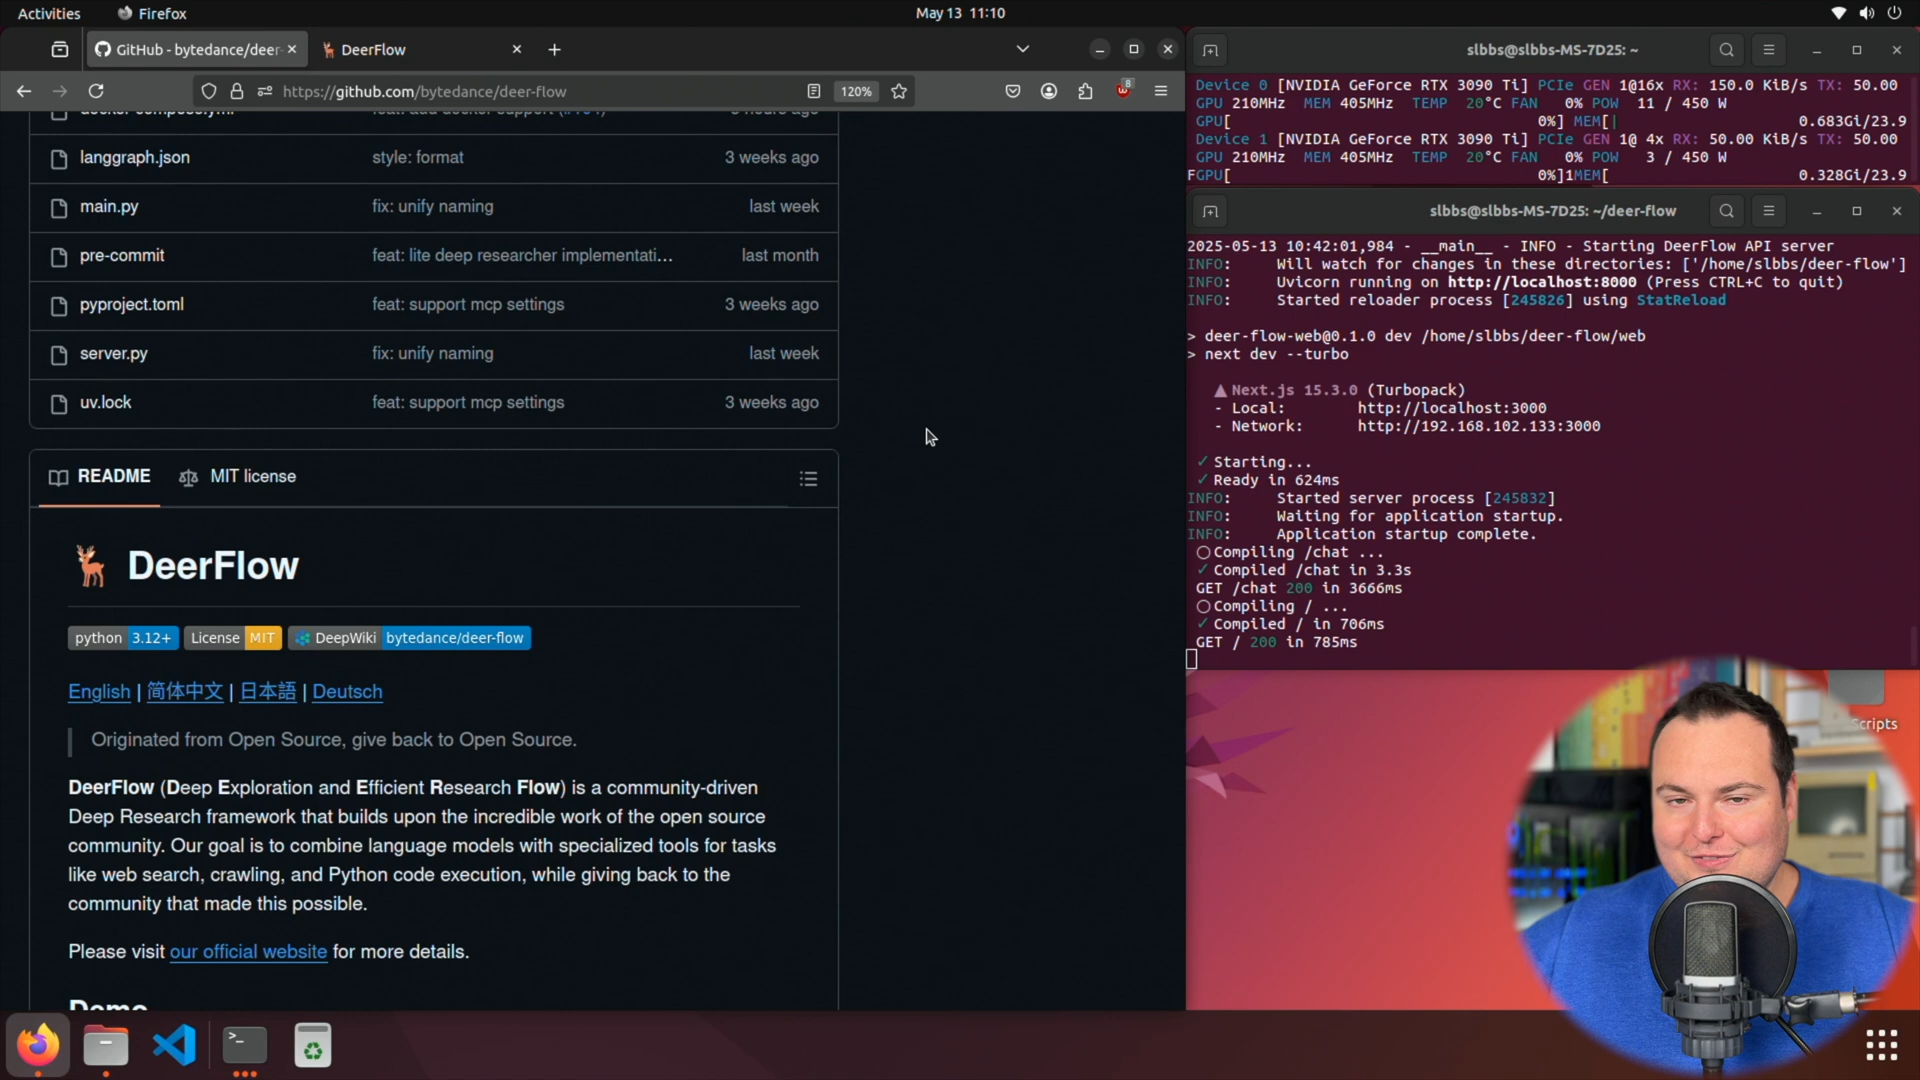 Activities
Firefox
May 13 11:10
GitHub - bytedance/deer-
DeerFlow
https://github.com/bytedance/deer-flow
120%
8
langgraph.json
style: format
3 weeks ago
main.py
fix: unify naming
last week
pre-commit
feat: lite deep researcher implementati...
last month
pyproject.toml
feat: support mcp settings
3 weeks ago
server.py
fix: unify naming
last week
uv.lock
feat: support mcp settings
3 weeks ago
README
MIT license
DeerFlow
python 3.12+
License MIT
DeepWiki bytedance/deer-flow
English | 简体中文 | 日本語 | Deutsch
Originated from Open Source, give back to Open Source.
DeerFlow (Deep Exploration and Efficient Research Flow) is a community-driven
Deep Research framework that builds upon the incredible work of the open source
community. Our goal is to combine language models with specialized tools for tasks
like web search, crawling, and Python code execution, while giving back to the
community that made this possible.
Please visit our official website for more details.
Demo
slbbs@slbbs-MS-7D25: ~
Device 0 [NVIDIA GeForce RTX 3090 Ti] PCIe GEN 1@16x RX: 150.0 KiB/s TX: 50.00
GPU 210MHz MEM 405MHz TEMP 20°C FAN 0% POW 11 / 450 W
GPU[ 0%] MEM[| 0.683Gi/23.9
Device 1 [NVIDIA GeForce RTX 3090 Ti] PCIe GEN 1@ 4x RX: 50.00 KiB/s TX: 50.00
GPU 210MHz MEM 405MHz TEMP 20°C FAN 0% POW 3 / 450 W
FGPU[ 0%]1MEM[ 0.328Gi/23.9
slbbs@slbbs-MS-7D25: ~/deer-flow
2025-05-13 10:42:01,984 - __main__ - INFO - Starting DeerFlow API server
INFO: Will watch for changes in these directories: ['/home/slbbs/deer-flow']
INFO: Uvicorn running on http://localhost:8000 (Press CTRL+C to quit)
INFO: Started reloader process [245826] using StatReload
> deer-flow-web@0.1.0 dev /home/slbbs/deer-flow/web
> next dev --turbo
▲ Next.js 15.3.0 (Turbopack)
- Local: http://localhost:3000
- Network: http://192.168.102.133:3000
✓ Starting...
✓ Ready in 624ms
INFO: Started server process [245832]
INFO: Waiting for application startup.
INFO: Application startup complete.
○ Compiling /chat ...
✓ Compiled /chat in 3.3s
GET /chat 200 in 3666ms
○ Compiling / ...
✓ Compiled / in 706ms
GET / 200 in 785ms
Scripts